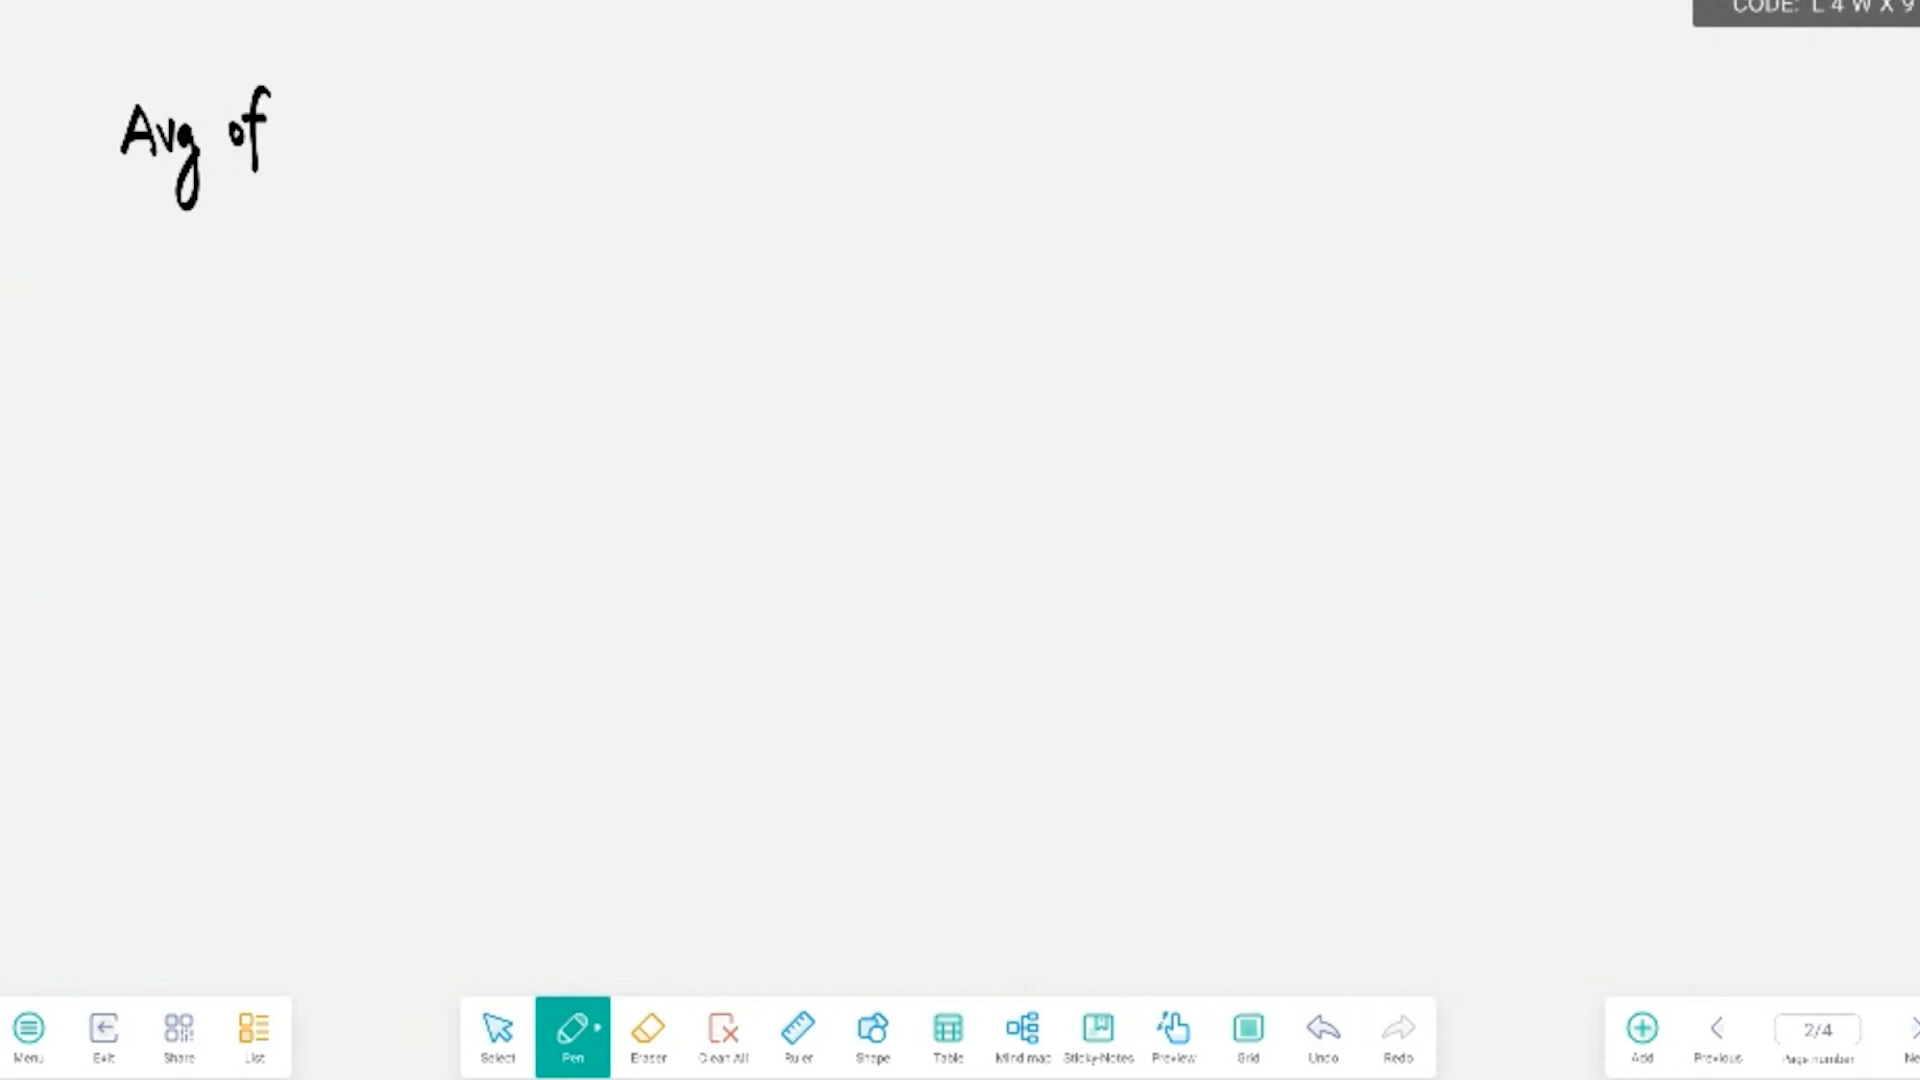 CODE: L 4 W X 9
Avg of
Menu Exit Share List Select Pen Eraser Clean All Ruler Shape Table Mind map Sticky-Notes Preview Grid Undo Redo Add Previous 2/4 Page number Ne